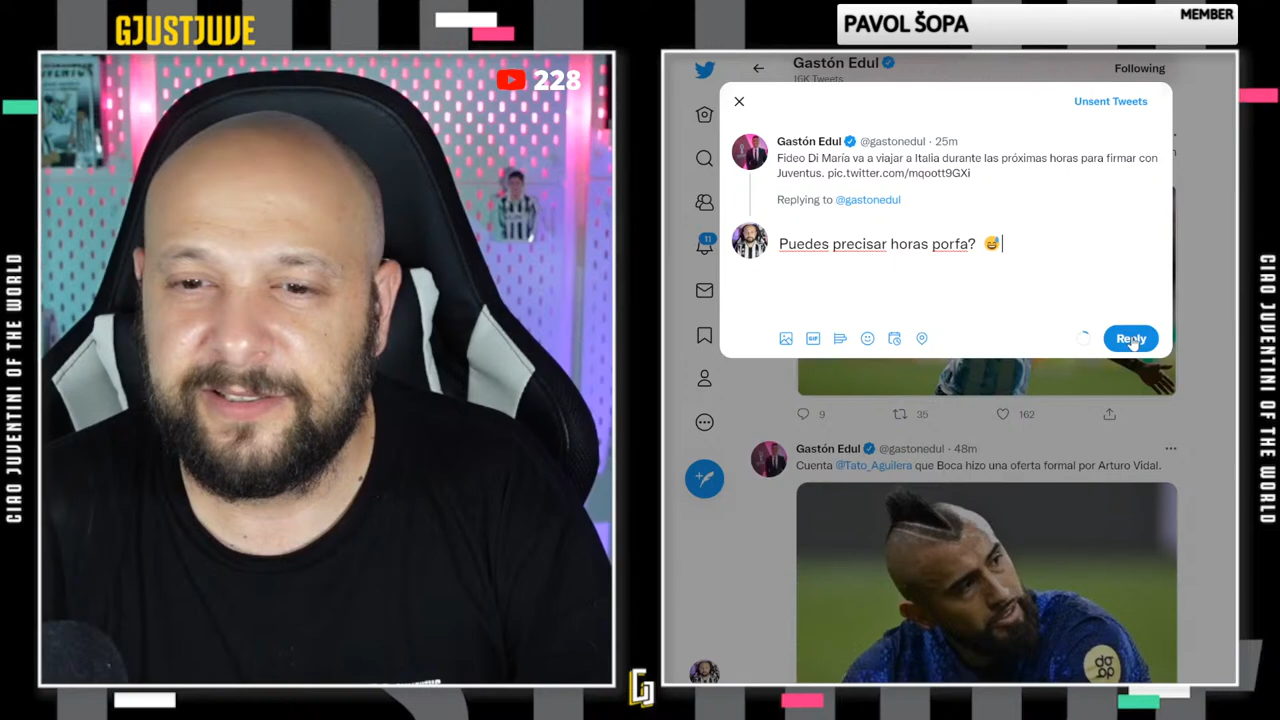 GJUSTJUVE
228
PAVOL ŠOPA
MEMBER
CIAO JUVENTINI OF THE WORLD
Gastón Edul
16K Tweets
Following
Unsent Tweets
Gastón Edul @gastonedul · 25m
Fideo Di María va a viajar a Italia durante las próximas horas para firmar con
Juventus. pic.twitter.com/mqoott9GXi
Replying to @gastonedul
Puedes precisar horas porfa? 😅
GIF
Reply
11
9
35
162
Gastón Edul @gastonedul · 48m
Cuenta @Tato_Aguilera que Boca hizo una oferta formal por Arturo Vidal.
CIAO JUVENTINI OF THE WORLD